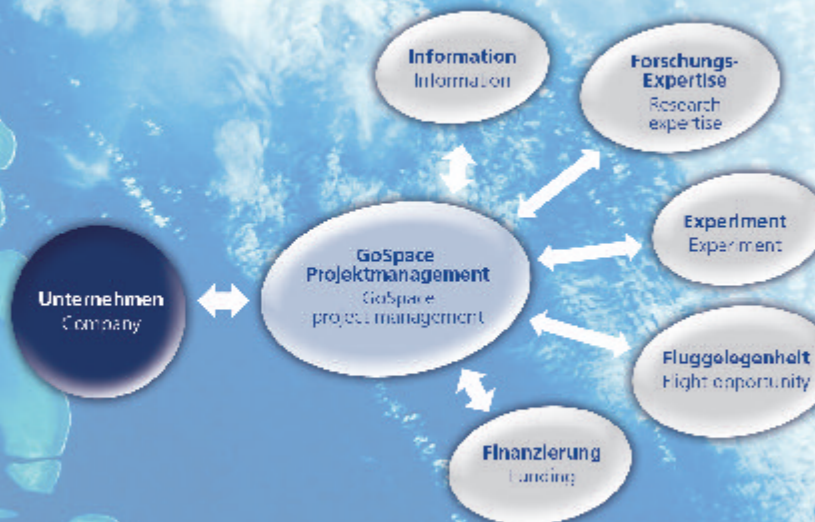 Information
Information
Forschungs-
Expertise
Research
expertise
Experiment
Experiment
GoSpace
Projektmanagement
GoSpace
project management
Unternehmen
Company
Fluggelegenheit
Flight opportunity
Finanzierung
Funding